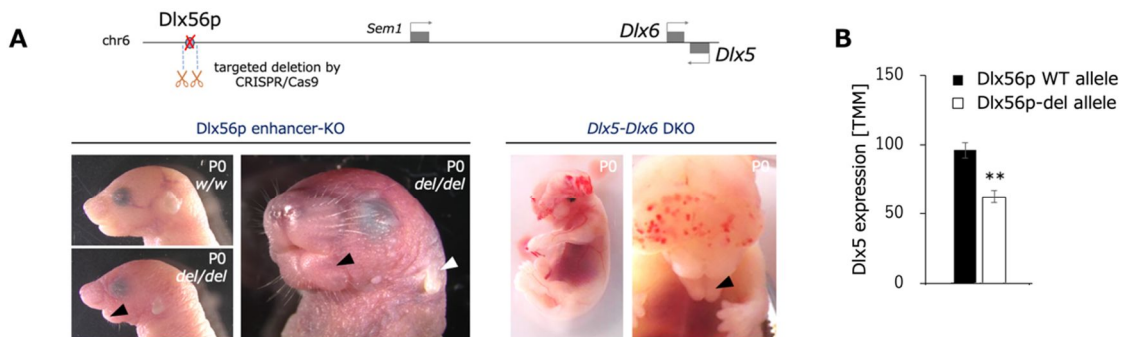 A
Dlx56p
chr6
Sem1
Dlx6
Dlx5
targeted deletion by
CRISPR/Cas9
Dlx56p enhancer-KO
Dlx5-Dlx6 DKO
P0
w/w
P0
del/del
P0
del/del
P0
P0
B
Dlx5 expression [TMM]
150
100
50
0
Dlx56p WT allele
Dlx56p-del allele
**